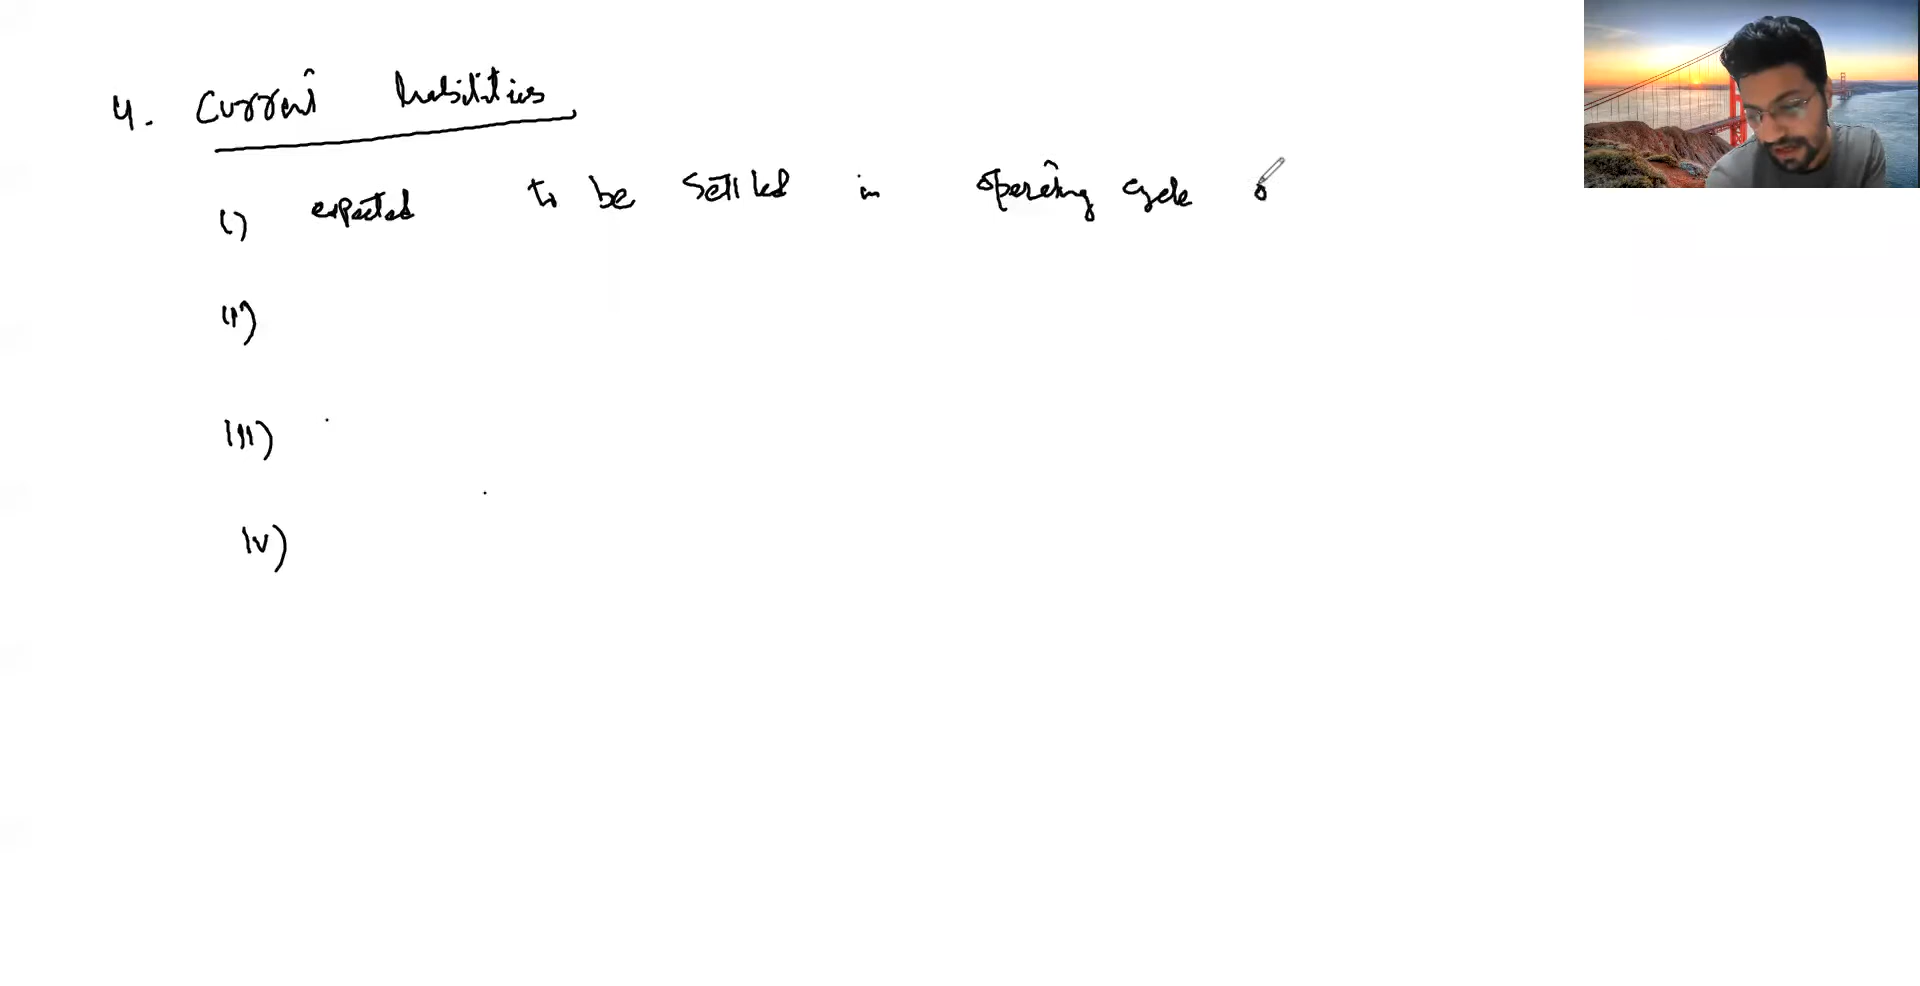 4. Current liabilities
(i) expected to be settled in operating cycle o
(ii)
(iii)
iv)